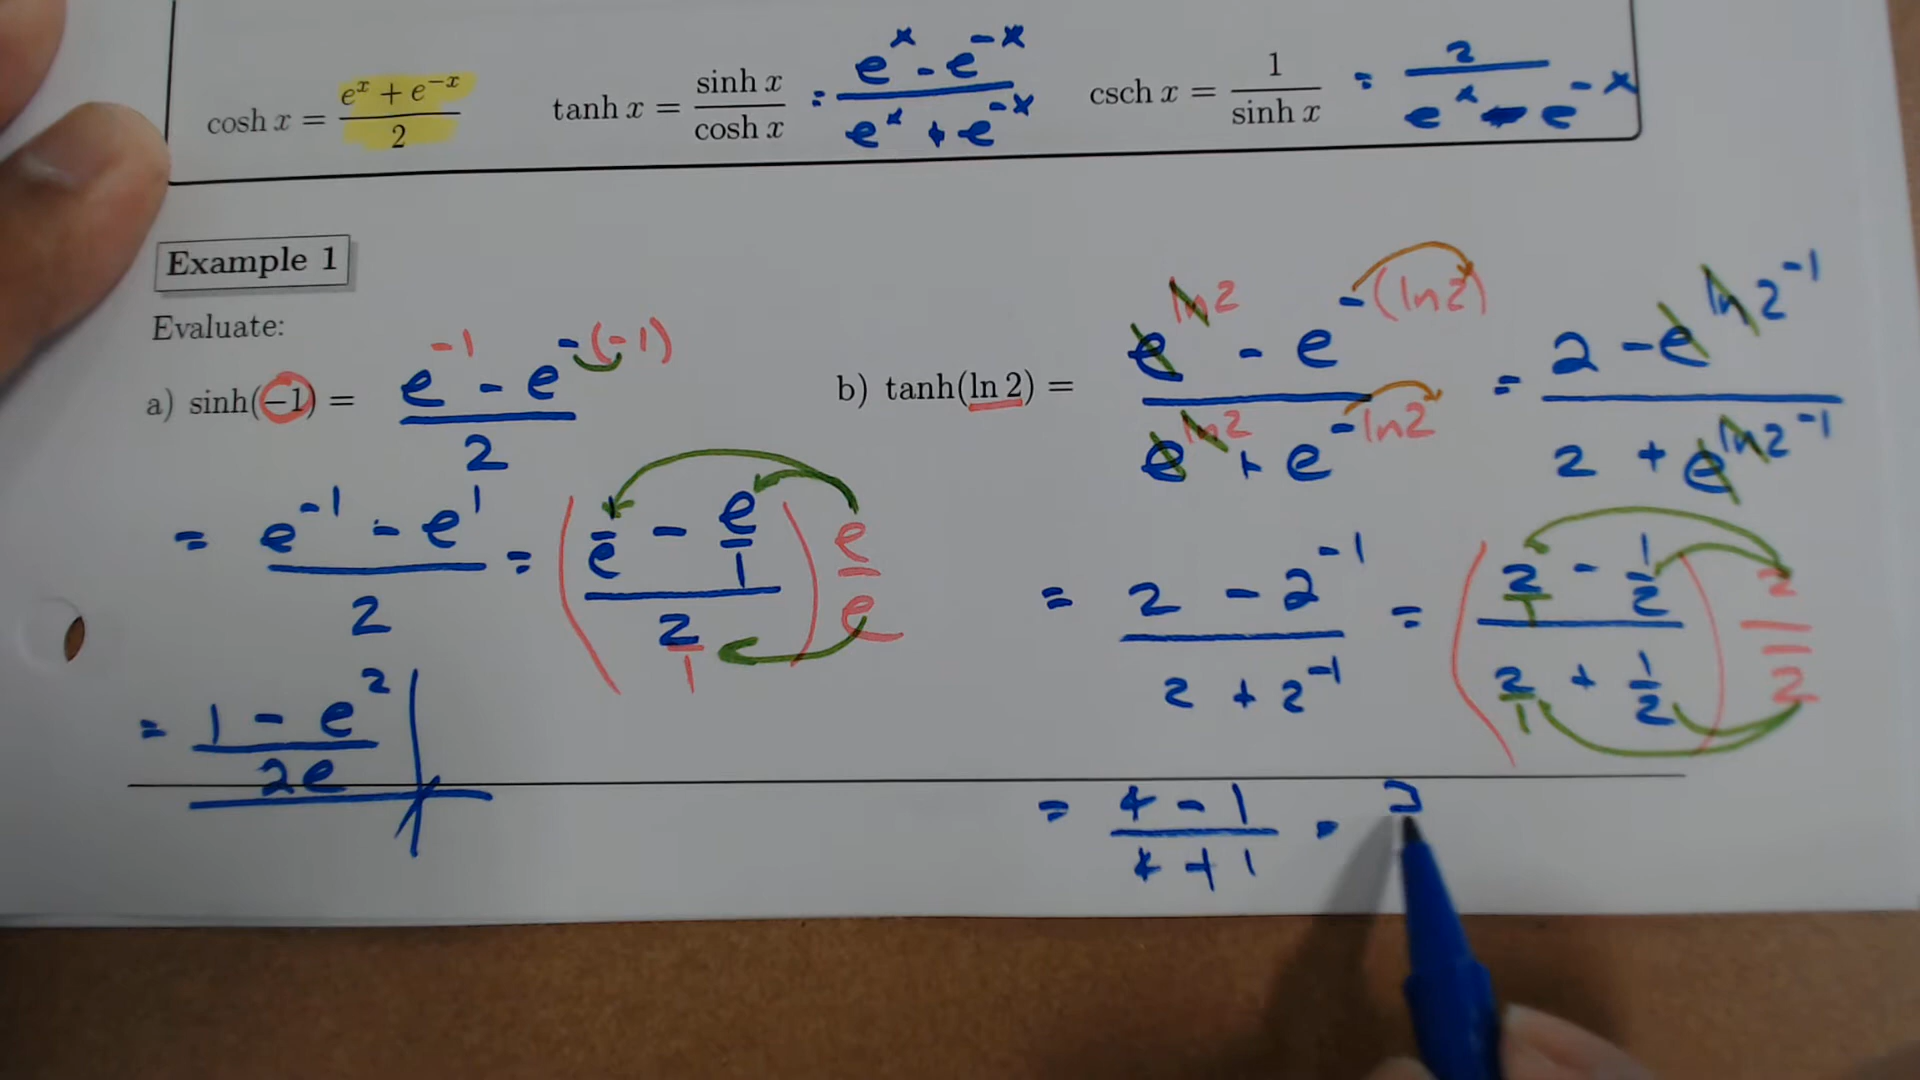 cosh x = e^x + e^-x / 2   tanh x = sinh x / cosh x = e^x - e^-x / e^x + e^-x   csch x = 1 / sinh x = 2 / e^x - e^-x
Example 1
Evaluate:
a) sinh(−1) = e^-1 - e^-(-1) / 2
= e^-1 - e^1 / 2 = ( 1/e - e/1 / 2/1 ) e/e
= 1 - e^2 / 2e
b) tanh(ln 2) = e^ln2 - e^-(ln2) / e^ln2 + e^-ln2 = 2 - e^ln2^-1 / 2 + e^ln2^-1
= 2 - 2^-1 / 2 + 2^-1 = ( 2/1 - 1/2 / 2/1 + 1/2 ) 2/2
= 4 - 1 / 4 + 1 = 3